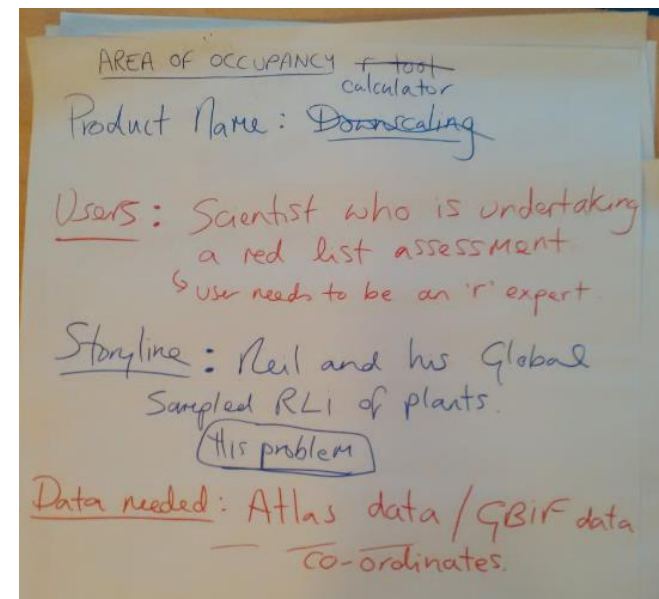 AREA OF OCCUPANCY r tool
calculator
Product Name: Downscaling
Users: Scientist who is undertaking
a red list assessment
↳ user needs to be an 'r' expert.
Storyline: Neil and his Global
Sampled RLi of plants.
His problem
Data needed: Atlas data / GBiF data
co-ordinates.